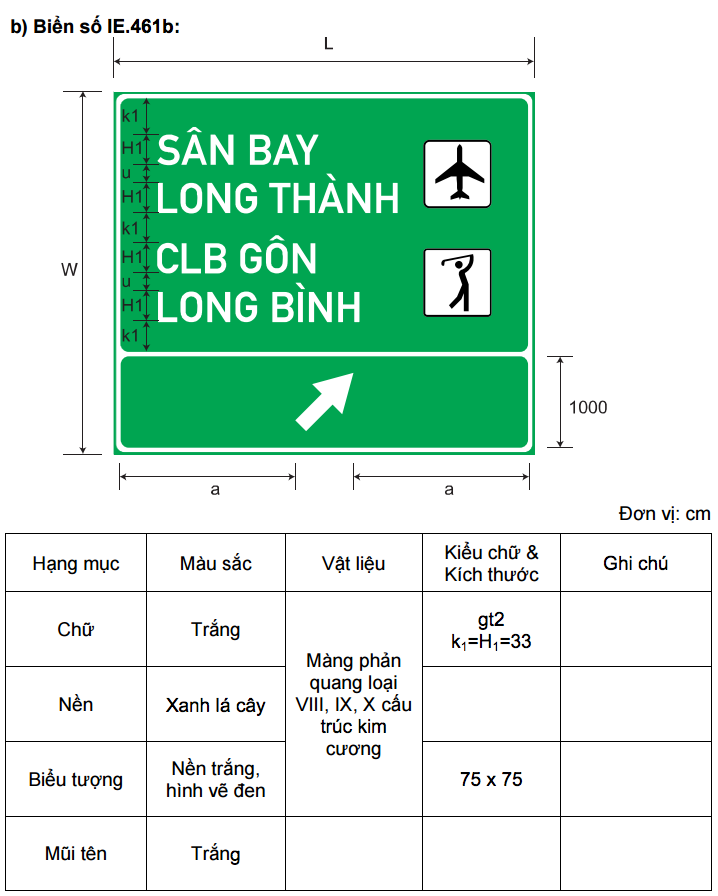 b) Biển số IE.461b:
L
k1
H1
SÂN BAY
u
H1
LONG THÀNH
k1
W
H1
CLB GÔN
u
H1
LONG BÌNH
k1
1000
a
a
Đơn vị: cm
Hạng mục
Màu sắc
Vật liệu
Kiểu chữ &
Kích thước
Ghi chú
Chữ
Trắng
Màng phản
quang loại
VIII, IX, X cấu
trúc kim
cương
gt2
k1=H1=33
Nền
Xanh lá cây
Biểu tượng
Nền trắng,
hình vẽ đen
75 x 75
Mũi tên
Trắng